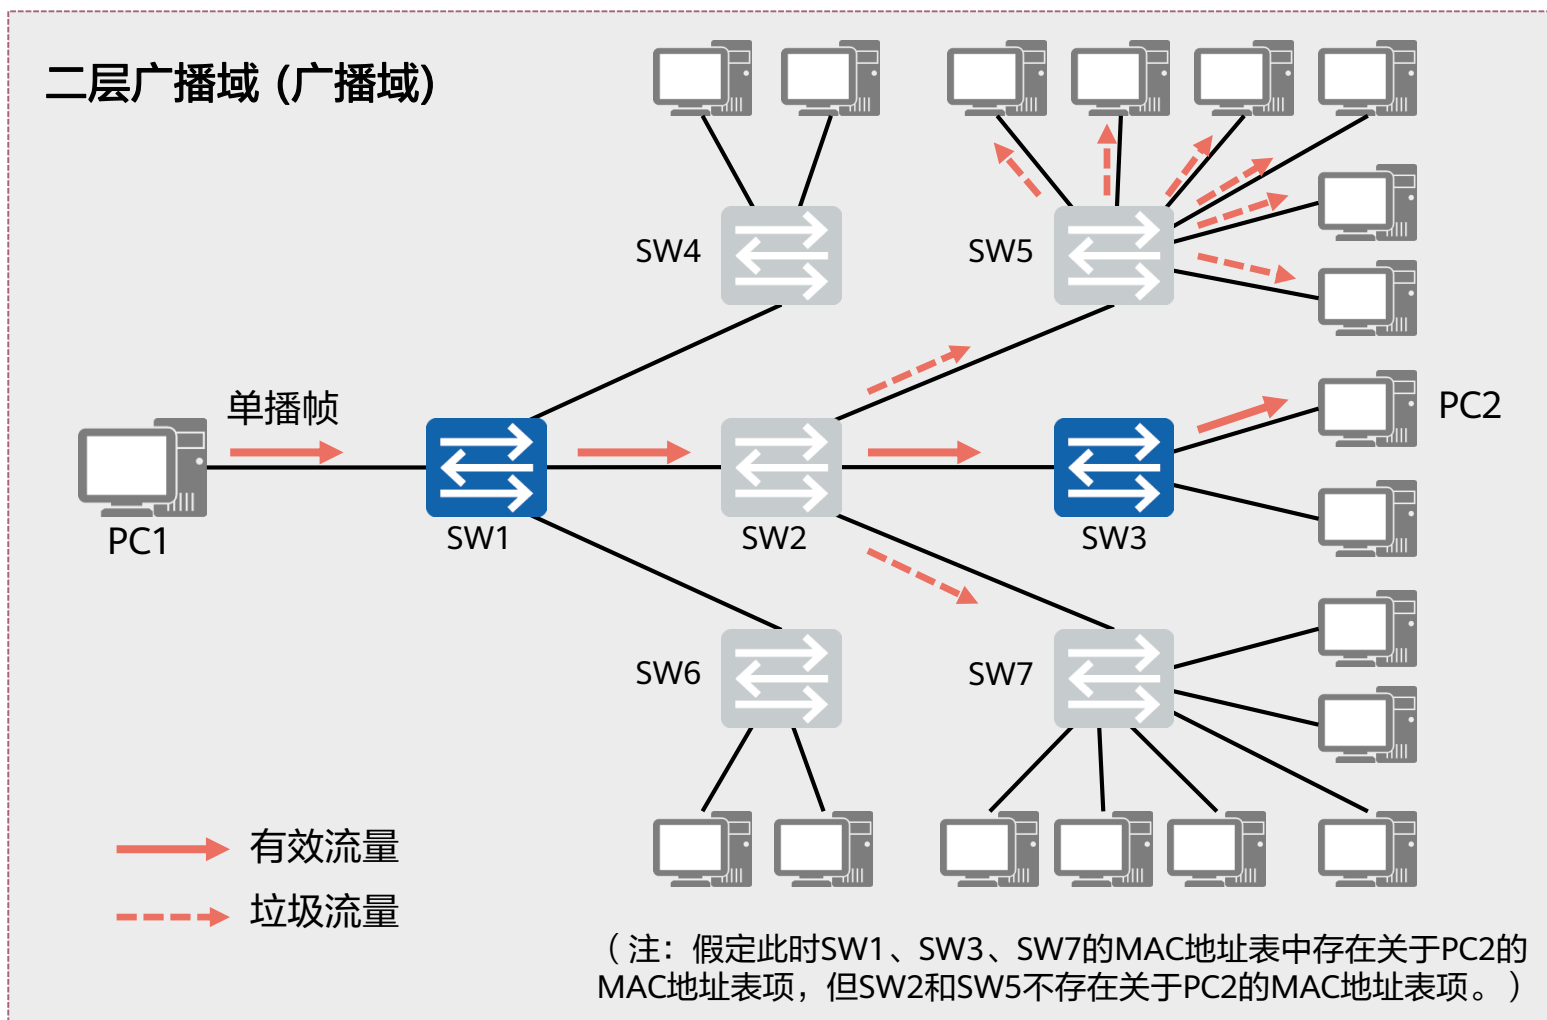 二层广播域 (广播域)
SW4
SW5
单播帧
PC2
PC1
SW1
SW2
SW3
SW6
SW7
有效流量
垃圾流量
（注：假定此时SW1、SW3、SW7的MAC地址表中存在关于PC2的
MAC地址表项，但SW2和SW5不存在关于PC2的MAC地址表项。）